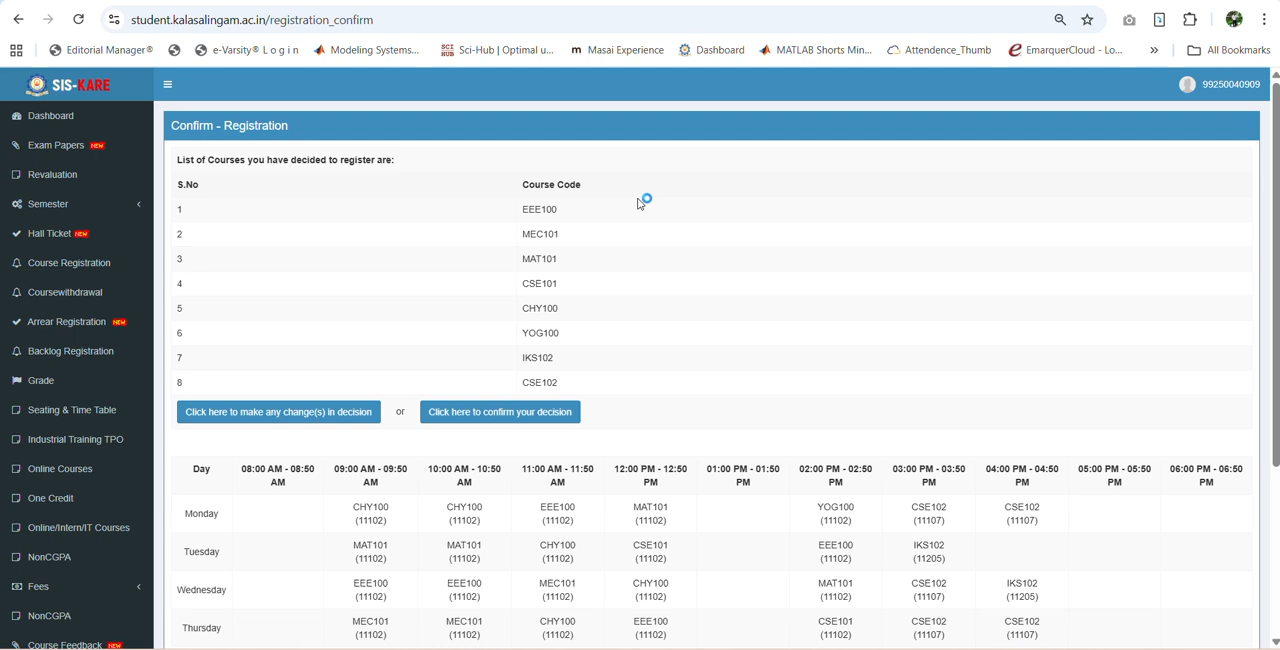 student.kalasalingam.ac.in/registration_confirm
Editorial Manager® e-Varsity® L o g i n Modeling Systems... SCI HUB Sci-Hub | Optimal u... m Masai Experience Dashboard MATLAB Shorts Min... Attendence_Thumb EmarquerCloud - Lo... » All Bookmarks
SIS-KARE 99250040909
Dashboard
Exam Papers NEW
Revaluation
Semester
Hall Ticket NEW
Course Registration
Coursewithdrawal
Arrear Registration NEW
Backlog Registration
Grade
Seating & Time Table
Industrial Training TPO
Online Courses
One Credit
Online/Intern/IT Courses
NonCGPA
Fees
NonCGPA
Course Feedback NEW
Confirm - Registration
List of Courses you have decided to register are:
S.No Course Code
1 EEE100
2 MEC101
3 MAT101
4 CSE101
5 CHY100
6 YOG100
7 IKS102
8 CSE102
Click here to make any change(s) in decision or Click here to confirm your decision
Day 08:00 AM - 08:50 AM 09:00 AM - 09:50 AM 10:00 AM - 10:50 AM 11:00 AM - 11:50 AM 12:00 PM - 12:50 PM 01:00 PM - 01:50 PM 02:00 PM - 02:50 PM 03:00 PM - 03:50 PM 04:00 PM - 04:50 PM 05:00 PM - 05:50 PM 06:00 PM - 06:50 PM
Monday CHY100 (11102) CHY100 (11102) EEE100 (11102) MAT101 (11102) YOG100 (11102) CSE102 (11107) CSE102 (11107)
Tuesday MAT101 (11102) MAT101 (11102) CHY100 (11102) CSE101 (11102) EEE100 (11102) IKS102 (11205)
Wednesday EEE100 (11102) EEE100 (11102) MEC101 (11102) CHY100 (11102) MAT101 (11102) CSE102 (11107) IKS102 (11205)
Thursday MEC101 (11102) MEC101 (11102) CHY100 (11102) EEE100 (11102) CSE101 (11102) CSE102 (11107) CSE102 (11107)